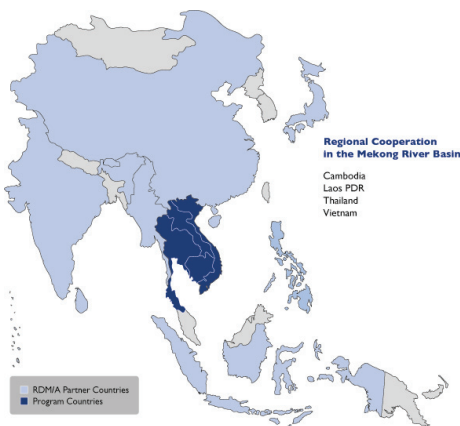 Regional Cooperation
in the Mekong River Basin
Cambodia
Laos PDR
Thailand
Vietnam
RDM/A Partner Countries
Program Countries